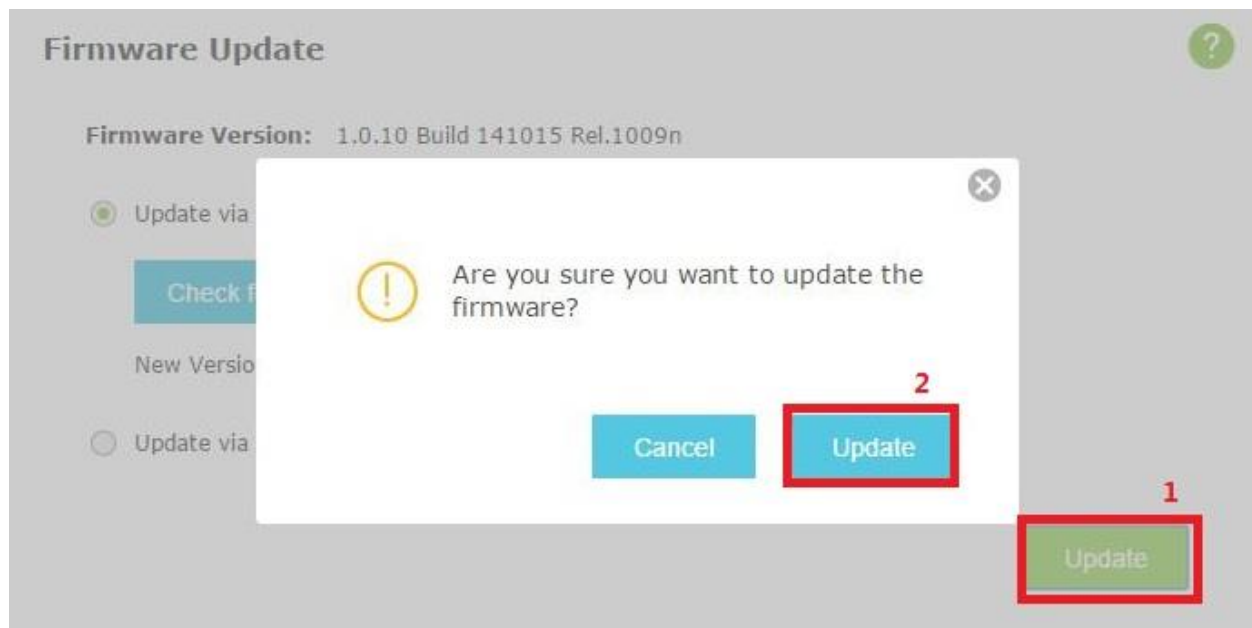 Firmware Update
?
Firmware Version: 1.0.10 Build 141015 Rel.1009n
Update via
Check f
New Versio
Update via
Are you sure you want to update the
firmware?
2
Cancel Update
1
Update